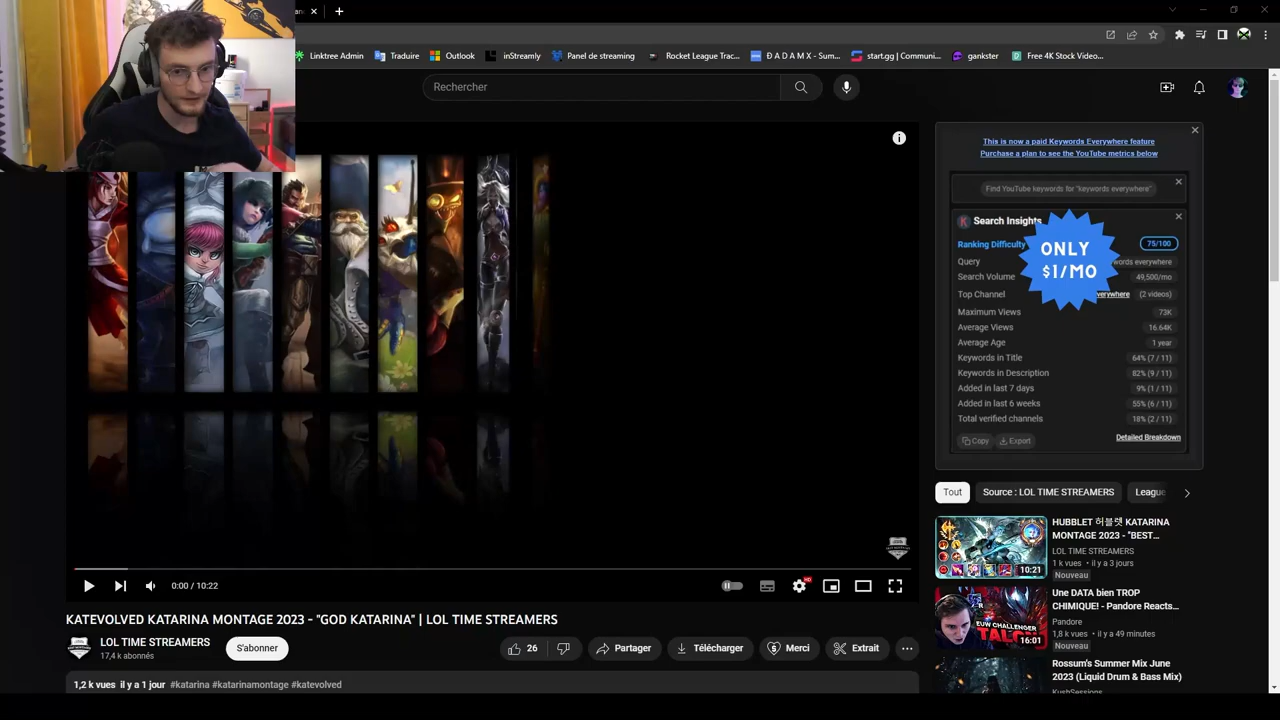 Linktree Admin
Traduire
Outlook
inStreamly
Panel de streaming
Rocket League Trac...
Ð A D A M X - Sum...
start.gg | Communi...
gankster
Free 4K Stock Video...
Rechercher
This is now a paid Keywords Everywhere feature
Purchase a plan to see the YouTube metrics below
Find YouTube keywords for "keywords everywhere"
Search Insights
Ranking Difficulty
75/100
ONLY
$1/MO
Query
words everywhere
Search Volume
49,500/mo
Top Channel
everywhere
(2 videos)
Maximum Views
73K
Average Views
16.64K
Average Age
1 year
Keywords in Title
64% (7 / 11)
Keywords in Description
82% (9 / 11)
Added in last 7 days
9% (1 / 11)
Added in last 6 weeks
55% (6 / 11)
Total verified channels
18% (2 / 11)
Copy
Export
Detailed Breakdown
Tout
Source : LOL TIME STREAMERS
League
HUBBLET 허블렛 KATARINA
MONTAGE 2023 - "BEST...
LOL TIME STREAMERS
1 k vues • il y a 3 jours
Nouveau
10:21
Une DATA bien TROP
CHIMIQUE! - Pandore Reacts...
Pandore
1,8 k vues • il y a 49 minutes
Nouveau
EUW CHALLENGER
TALON
16:01
Rossum's Summer Mix June
2023 (Liquid Drum & Bass Mix)
KushSessions
0:00 / 10:22
HD
KATEVOLVED KATARINA MONTAGE 2023 - "GOD KATARINA" | LOL TIME STREAMERS
LOL TIME STREAMERS
17,4 k abonnés
S'abonner
26
Partager
Télécharger
Merci
Extrait
1,2 k vues il y a 1 jour #katarina #katarinamontage #katevolved